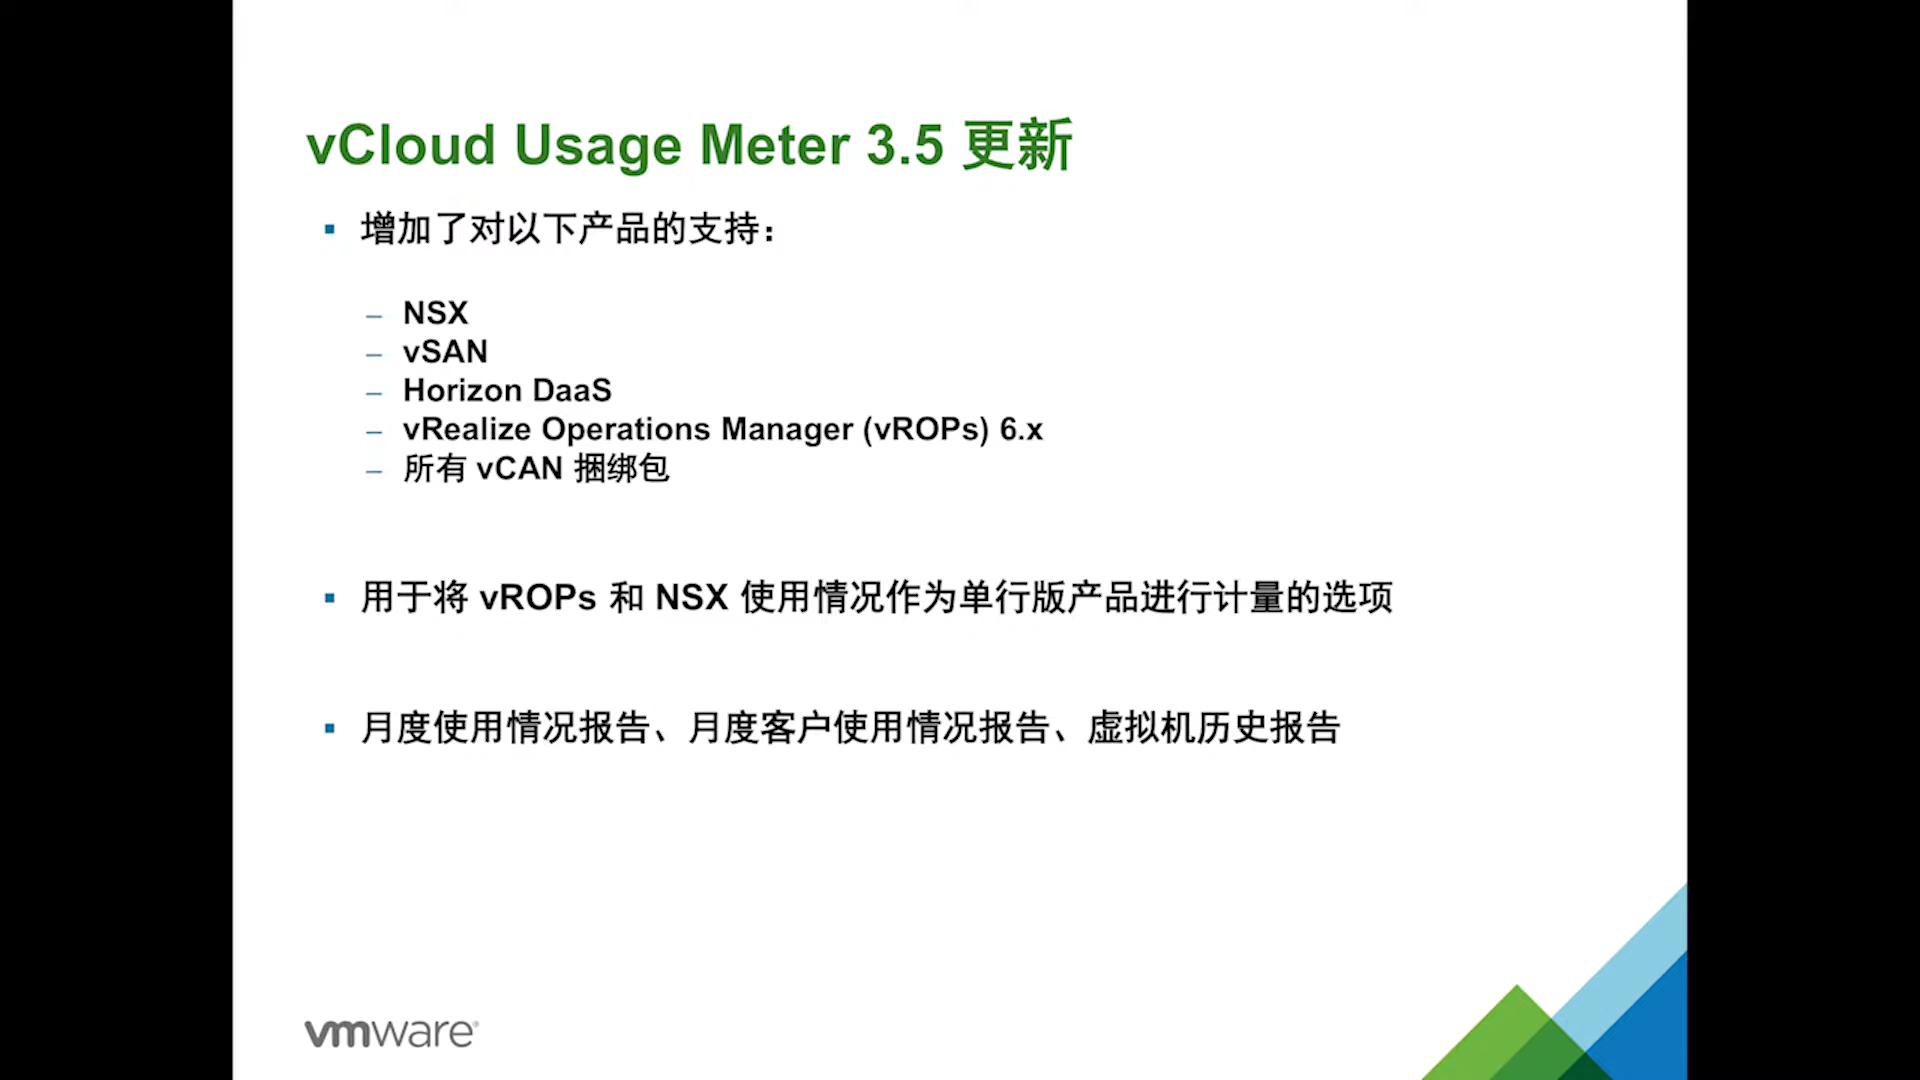 vCloud Usage Meter 3.5 更新
▪ 增加了对以下产品的支持：
– NSX
– vSAN
– Horizon DaaS
– vRealize Operations Manager (vROPs) 6.x
– 所有 vCAN 捆绑包
▪ 用于将 vROPs 和 NSX 使用情况作为单行版产品进行计量的选项
▪ 月度使用情况报告、月度客户使用情况报告、虚拟机历史报告
vmware®